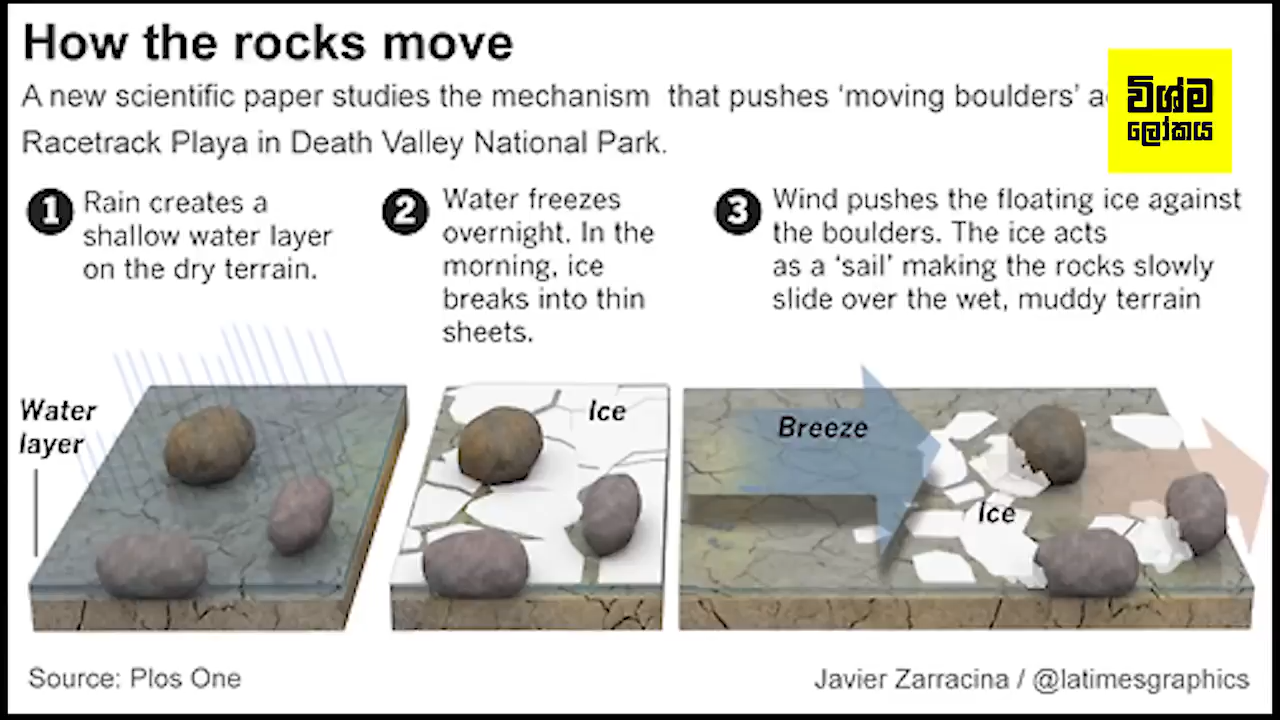 How the rocks move
A new scientific paper studies the mechanism that pushes ‘moving boulders’
විශ්ම
ලෝකය
Racetrack Playa in Death Valley National Park.
1 Rain creates a
shallow water layer
on the dry terrain.
2 Water freezes
overnight. In the
morning, ice
breaks into thin
sheets.
3 Wind pushes the floating ice against
the boulders. The ice acts
as a ‘sail’ making the rocks slowly
slide over the wet, muddy terrain
Water
layer
Ice
Breeze
Ice
Source: Plos One
Javier Zarracina / @latimesgraphics